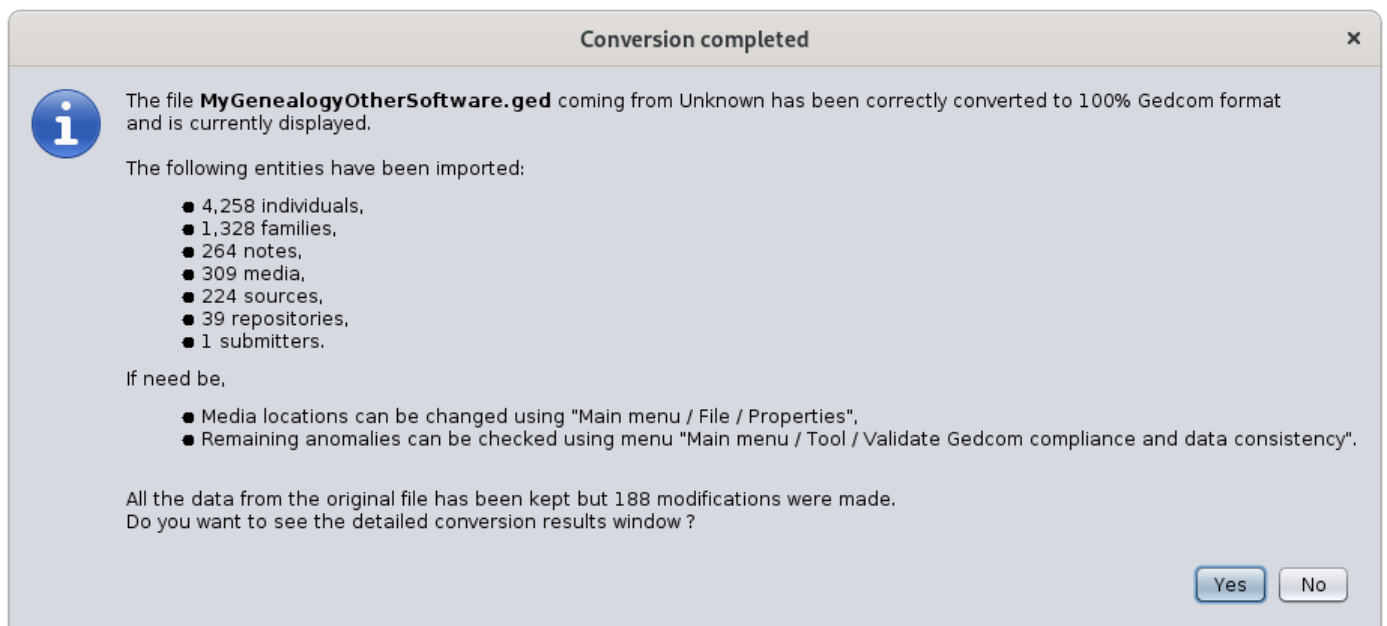 Conversion completed
The file MyGenealogyOtherSoftware.ged coming from Unknown has been correctly converted to 100% Gedcom format
and is currently displayed.
The following entities have been imported:
4,258 individuals,
1,328 families,
264 notes,
309 media,
224 sources,
39 repositories,
1 submitters.
If need be,
Media locations can be changed using "Main menu / File / Properties",
Remaining anomalies can be checked using menu "Main menu / Tool / Validate Gedcom compliance and data consistency".
All the data from the original file has been kept but 188 modifications were made.
Do you want to see the detailed conversion results window ?
Yes No